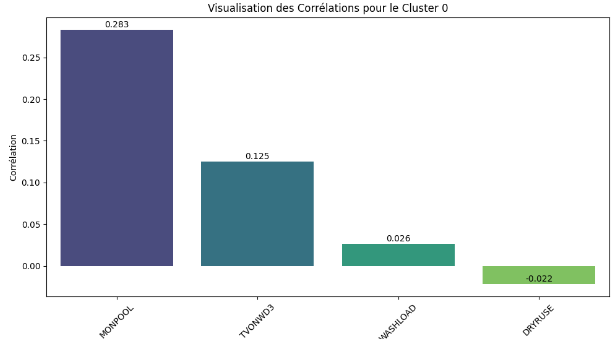 Visualisation des Corrélations pour le Cluster 0
0.283
0.125
0.026
-0.022
Corrélation
0.25
0.20
0.15
0.10
0.05
0.00
MONPOOL
TVONWD3
WASHLOAD
DRYRUSE